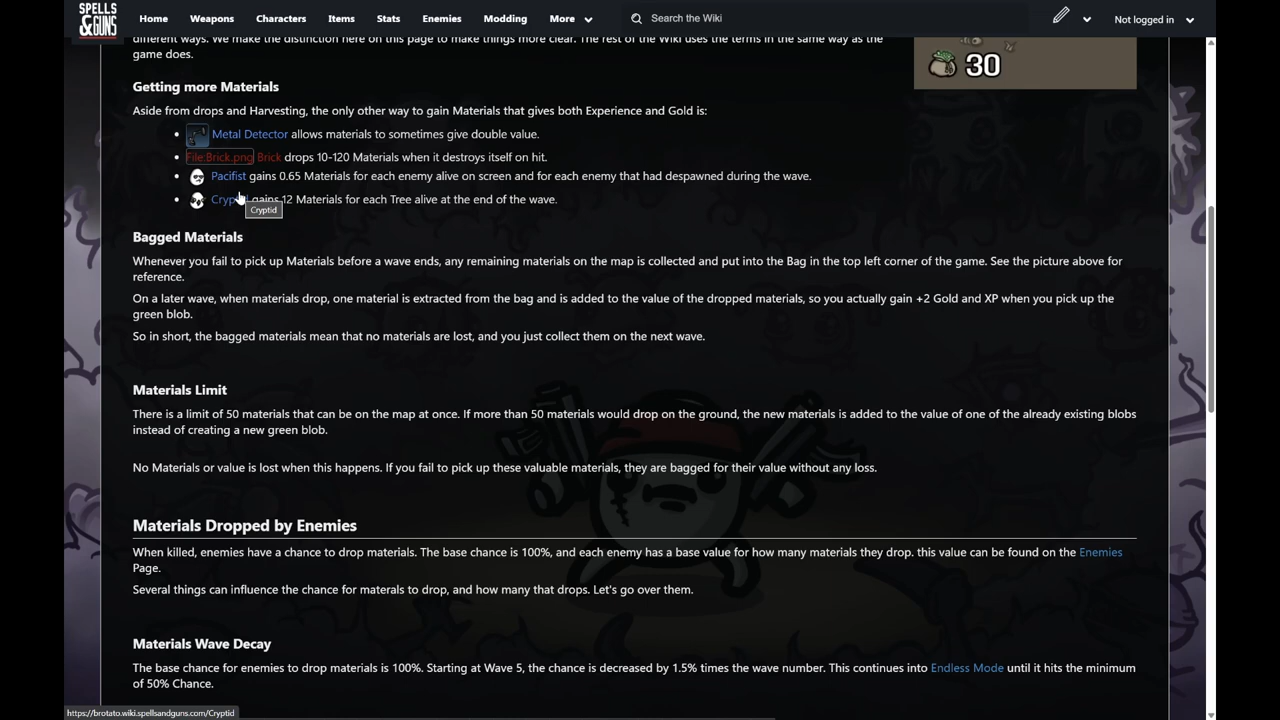 SPELLS
&GUNS
Home Weapons Characters Items Stats Enemies Modding More Search the Wiki Not logged in
different ways. We make the distinction here on this page to make things more clear. The rest of the Wiki uses the terms in the same way as the
game does.
30
Getting more Materials
Aside from drops and Harvesting, the only other way to gain Materials that gives both Experience and Gold is:
Metal Detector allows materials to sometimes give double value.
File:Brick.png Brick drops 10-120 Materials when it destroys itself on hit.
Pacifist gains 0.65 Materials for each enemy alive on screen and for each enemy that had despawned during the wave.
gains 12 Materials for each Tree alive at the end of the wave.
Cryptid
Bagged Materials
Whenever you fail to pick up Materials before a wave ends, any remaining materials on the map is collected and put into the Bag in the top left corner of the game. See the picture above for
reference.
On a later wave, when materials drop, one material is extracted from the bag and is added to the value of the dropped materials, so you actually gain +2 Gold and XP when you pick up the
green blob.
So in short, the bagged materials mean that no materials are lost, and you just collect them on the next wave.
Materials Limit
There is a limit of 50 materials that can be on the map at once. If more than 50 materials would drop on the ground, the new materials is added to the value of one of the already existing blobs
instead of creating a new green blob.
No Materials or value is lost when this happens. If you fail to pick up these valuable materials, they are bagged for their value without any loss.
Materials Dropped by Enemies
When killed, enemies have a chance to drop materials. The base chance is 100%, and each enemy has a base value for how many materials they drop. this value can be found on the Enemies
Page.
Several things can influence the chance for materals to drop, and how many that drops. Let's go over them.
Materials Wave Decay
The base chance for enemies to drop materials is 100%. Starting at Wave 5, the chance is decreased by 1.5% times the wave number. This continues into Endless Mode until it hits the minimum
of 50% Chance.
https://brotato.wiki.spellsandguns.com/Cryptid